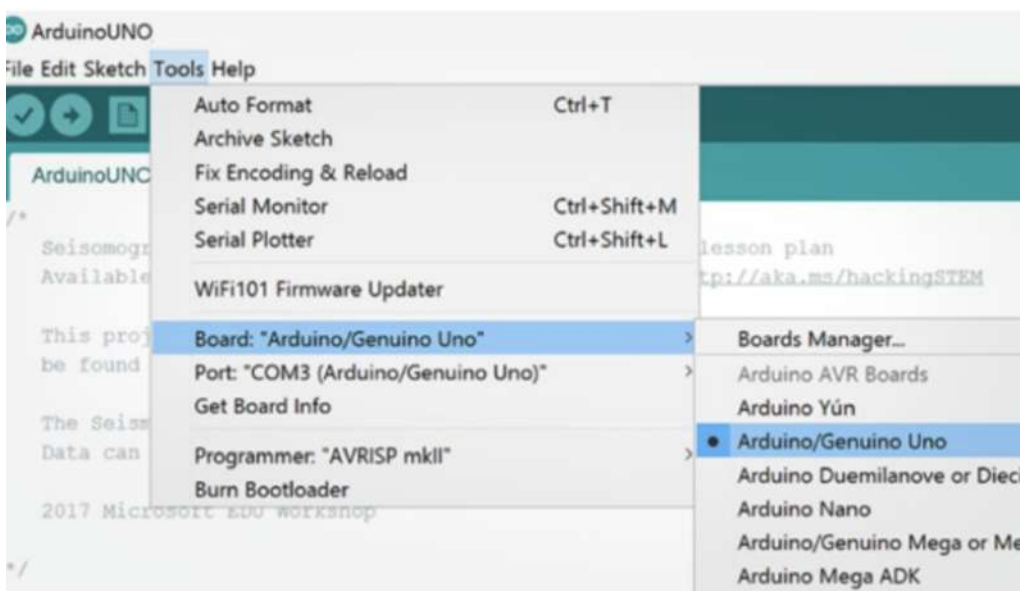 ArduinoUNO
File Edit Sketch Tools Help
Auto Format Ctrl+T
Archive Sketch
Fix Encoding & Reload
Serial Monitor Ctrl+Shift+M
Serial Plotter Ctrl+Shift+L
WiFi101 Firmware Updater
Board: "Arduino/Genuino Uno"
Port: "COM3 (Arduino/Genuino Uno)"
Get Board Info
Programmer: "AVRISP mkII"
Burn Bootloader
Boards Manager...
Arduino AVR Boards
Arduino Yún
Arduino/Genuino Uno
Arduino Duemilanove or Dieci
Arduino Nano
Arduino/Genuino Mega or Me
Arduino Mega ADK
ArduinoUNO
/*
Seisomogr lesson plan
Available tp://aka.ms/hackingSTEM
This proj
be found
The Seism
Data can
2017 Microsoft EDU Workshop
*/